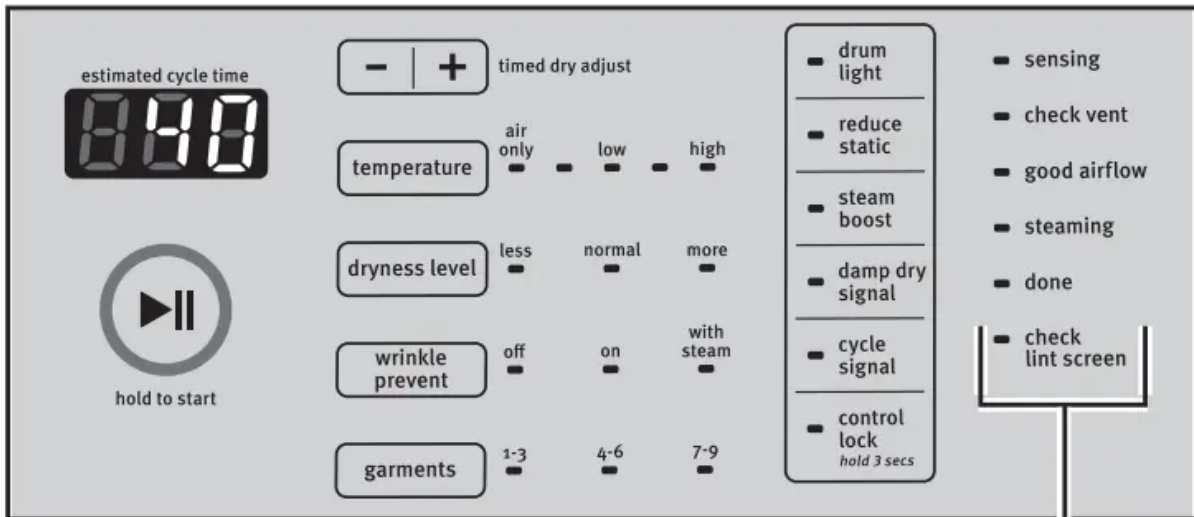 estimated cycle time
40
hold to start
- +
timed dry adjust
temperature
air
only
low
high
dryness level
less
normal
more
wrinkle
prevent
off
on
with
steam
garments
1-3
4-6
7-9
drum
light
reduce
static
steam
boost
damp dry
signal
cycle
signal
control
lock
hold 3 secs
sensing
check vent
good airflow
steaming
done
check
lint screen